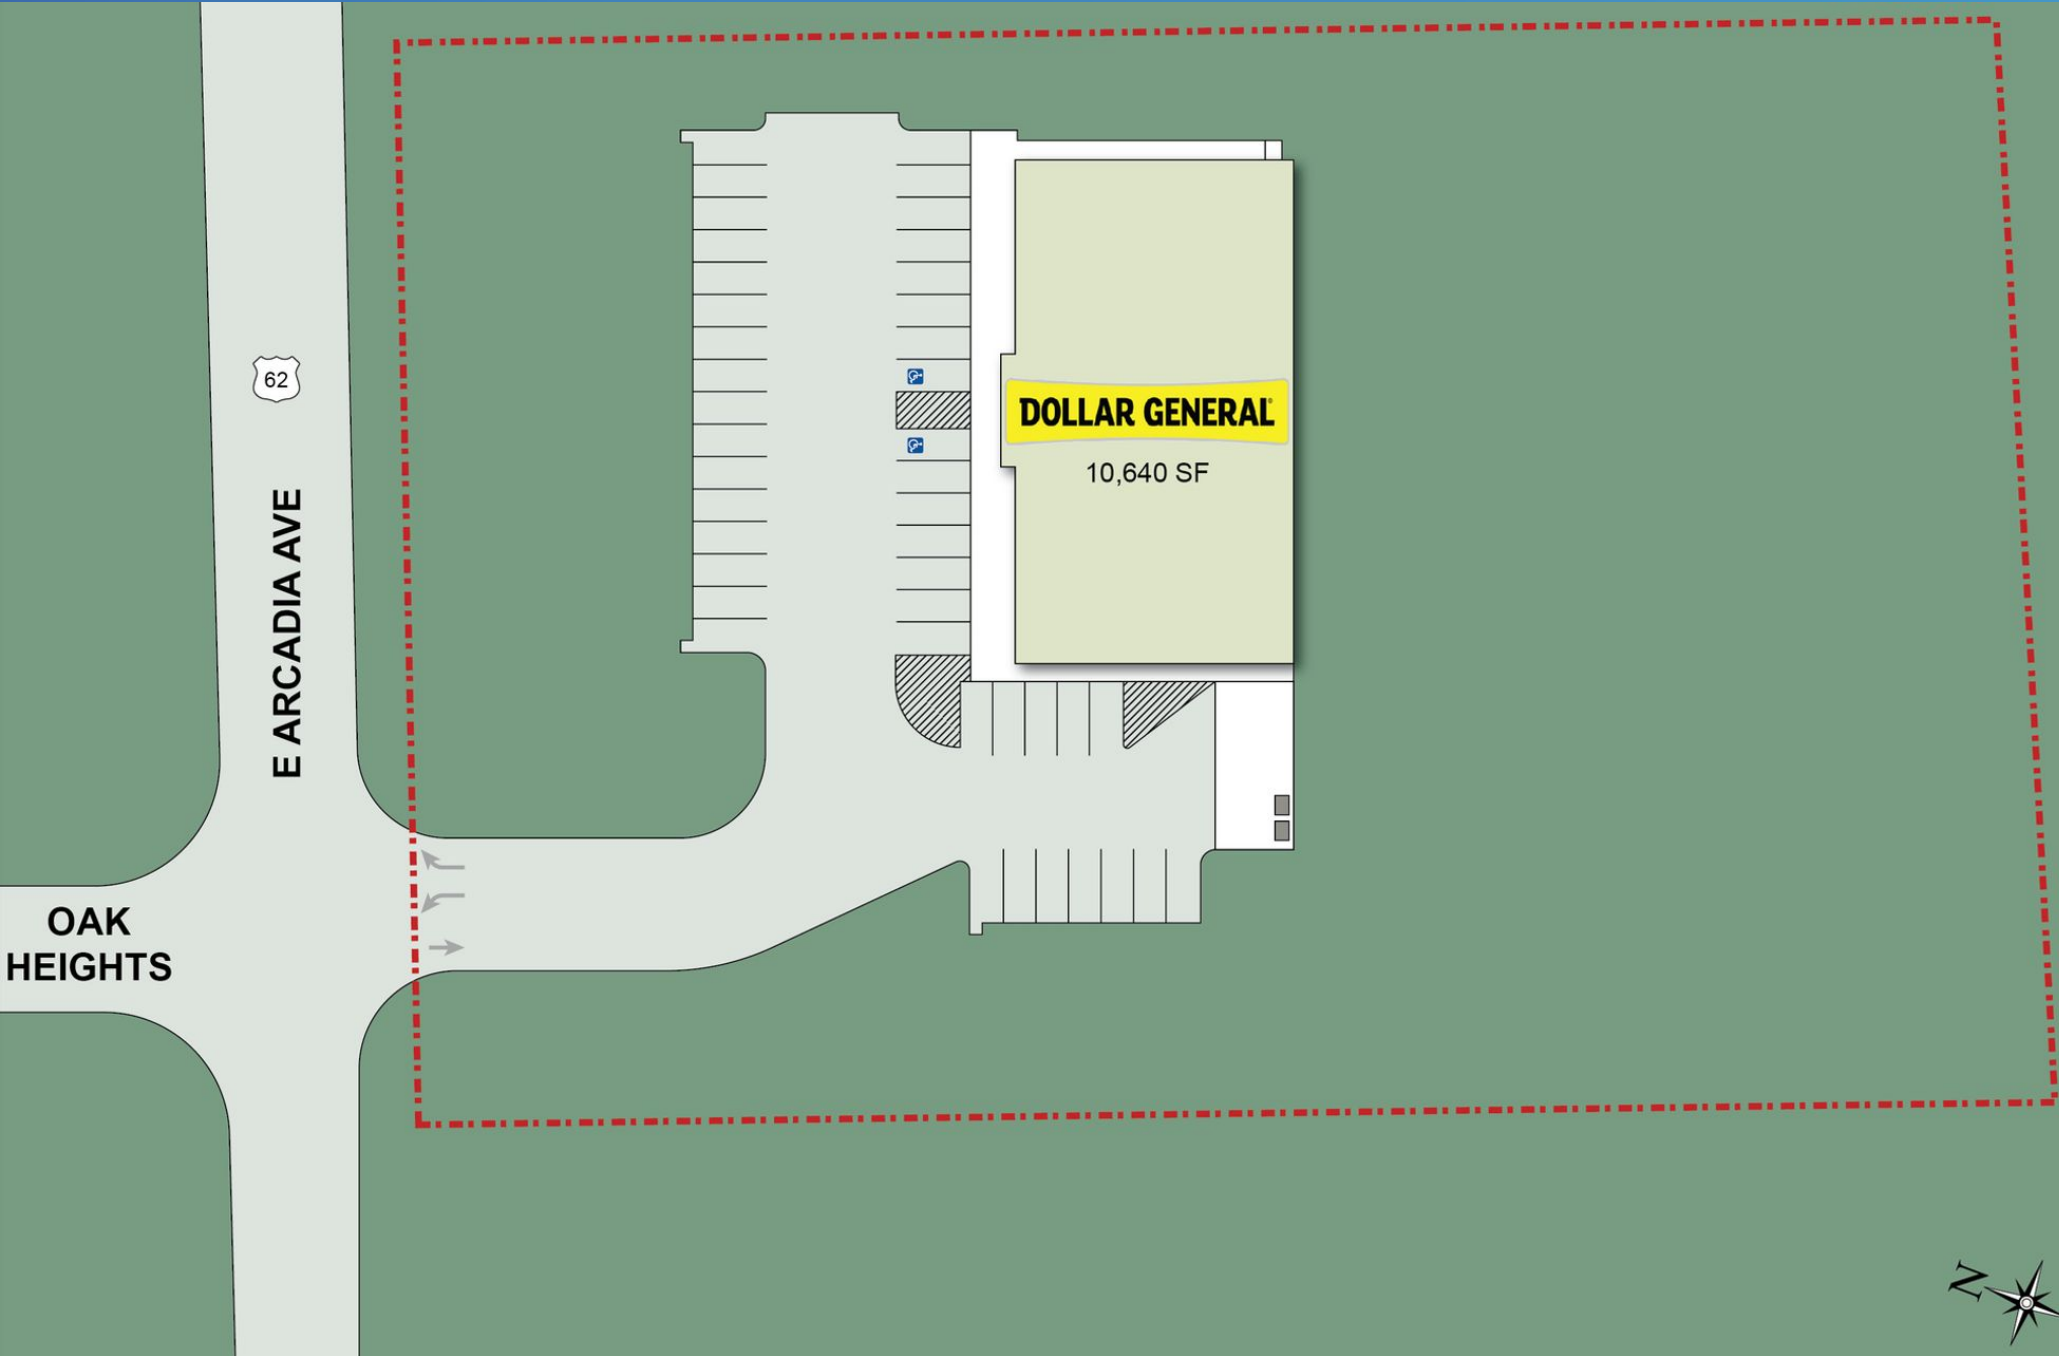 62
E ARCADIA AVE
DOLLAR GENERAL
10,640 SF
OAK
HEIGHTS
N